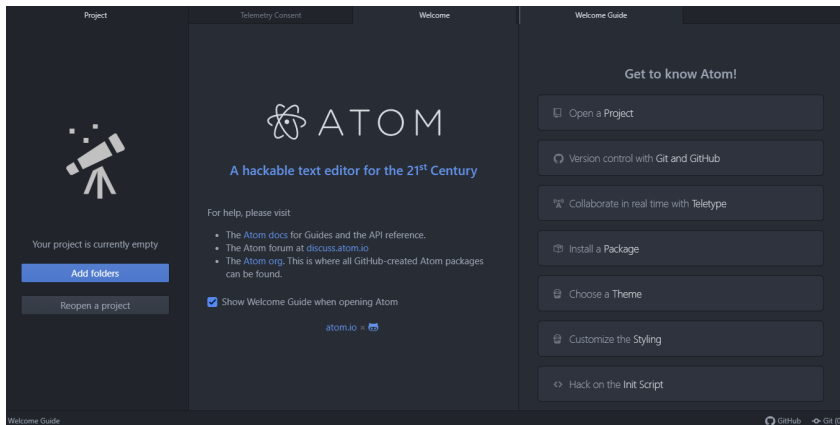 Project
Telemetry Consent
Welcome
Welcome Guide
Your project is currently empty
Add folders
Reopen a project
ATOM
A hackable text editor for the 21st Century
For help, please visit
The Atom docs for Guides and the API reference.
The Atom forum at discuss.atom.io
The Atom org. This is where all GitHub-created Atom packages
can be found.
Show Welcome Guide when opening Atom
atom.io ×
Get to know Atom!
Open a Project
Version control with Git and GitHub
Collaborate in real time with Teletype
Install a Package
Choose a Theme
Customize the Styling
Hack on the Init Script
Welcome Guide
GitHub
Git (0